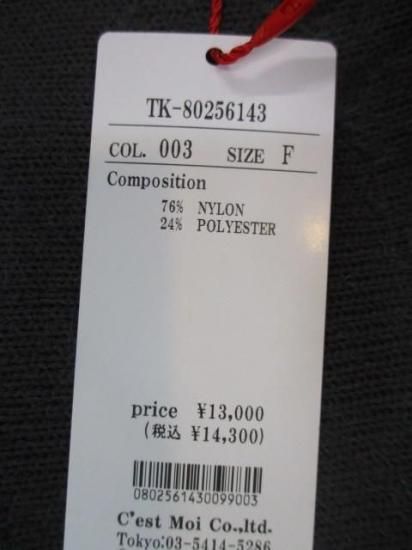 TK-80256143
COL. 003 SIZE F
Composition
76% NYLON
24% POLYESTER
price ¥13,000
(税込 ¥14,300)
0802561430099003
C'est Moi Co.,ltd.
Tokyo:03-5414-5286